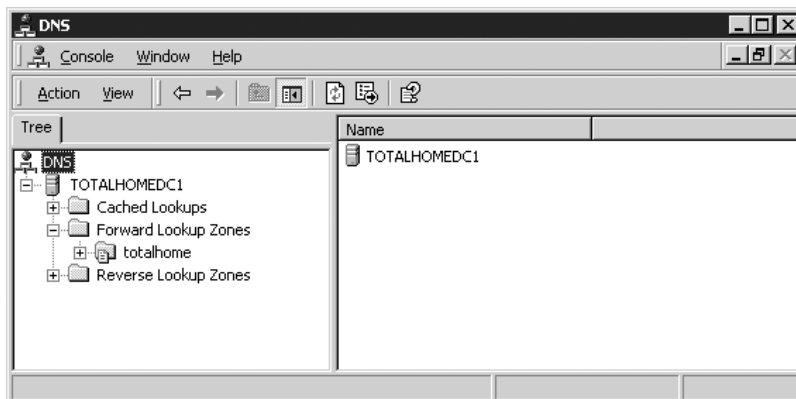 DNS
Console Window Help
Action View
Tree
Name
DNS
TOTALHOMEDC1
Cached Lookups
Forward Lookup Zones
totalhome
Reverse Lookup Zones
TOTALHOMEDC1